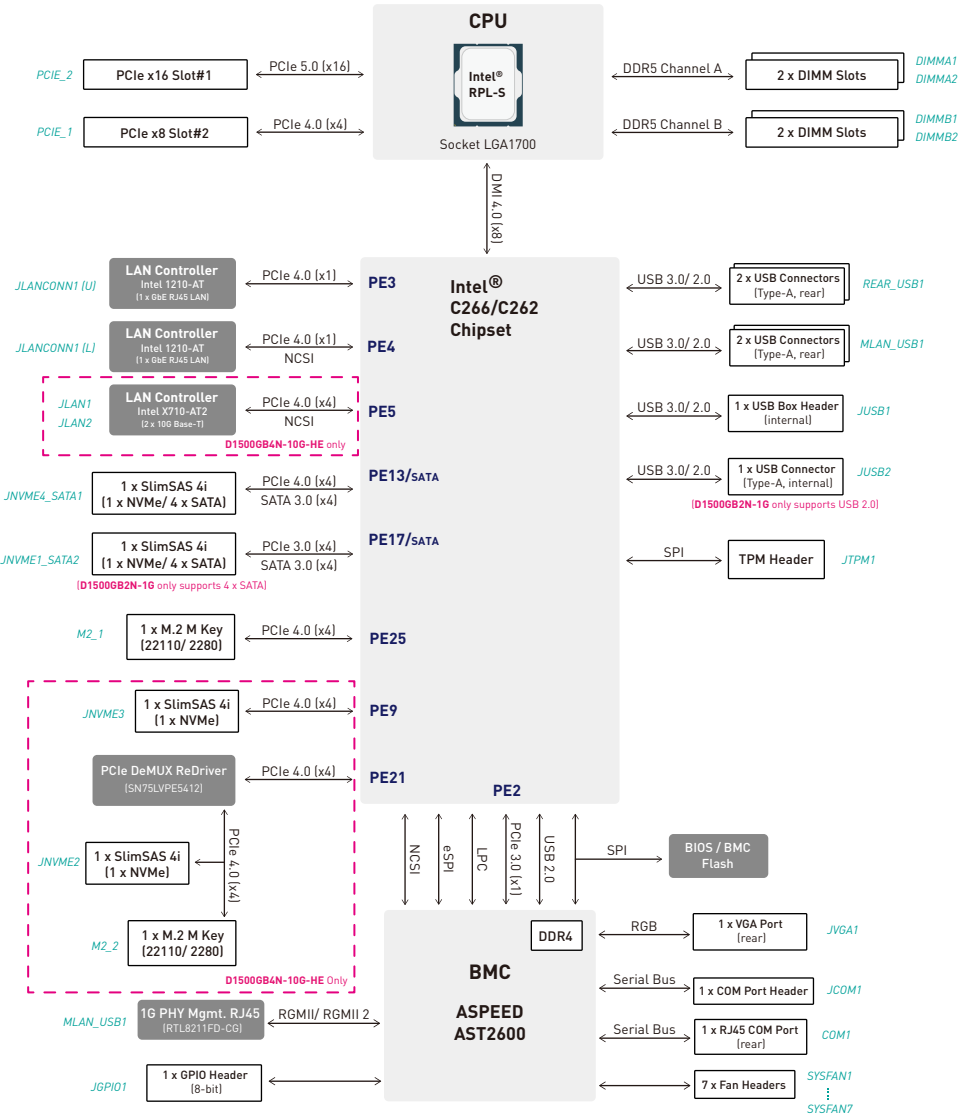 CPU
Intel®
RPL-S
Socket LGA1700
PCIE_2
PCIe x16 Slot#1
PCIe 5.0 (x16)
PCIE_1
PCIe x8 Slot#2
PCIe 4.0 (x4)
DDR5 Channel A
2 x DIMM Slots
DIMMA1
DIMMA2
DDR5 Channel B
2 x DIMM Slots
DIMMB1
DIMMB2
DMI 4.0 (x8)
Intel®
C266/C262
Chipset
JLANCONN1 (U)
LAN Controller
Intel 1210-AT
(1 x GbE RJ45 LAN)
PCIe 4.0 (x1)
PE3
JLANCONN1 (L)
LAN Controller
Intel 1210-AT
(1 x GbE RJ45 LAN)
PCIe 4.0 (x1)
NCSI
PE4
JLAN1
JLAN2
LAN Controller
Intel X710-AT2
(2 x 10G Base-T)
PCIe 4.0 (x4)
NCSI
PE5
D1500GB4N-10G-HE only
JNVME4_SATA1
1 x SlimSAS 4i
(1 x NVMe/ 4 x SATA)
PCIe 4.0 (x4)
SATA 3.0 (x4)
PE13/SATA
JNVME1_SATA2
1 x SlimSAS 4i
(1 x NVMe/ 4 x SATA)
PCIe 3.0 (x4)
SATA 3.0 (x4)
PE17/SATA
(D1500GB2N-1G only supports 4 x SATA)
M2_1
1 x M.2 M Key
(22110/ 2280)
PCIe 4.0 (x4)
PE25
JNVME3
1 x SlimSAS 4i
(1 x NVMe)
PCIe 4.0 (x4)
PE9
PCIe DeMUX ReDriver
(SN75LVPE5412)
PCIe 4.0 (x4)
PE21
PCIe 4.0 (x4)
JNVME2
1 x SlimSAS 4i
(1 x NVMe)
M2_2
1 x M.2 M Key
(22110/ 2280)
D1500GB4N-10G-HE Only
USB 3.0/ 2.0
2 x USB Connectors
(Type-A, rear)
REAR_USB1
USB 3.0/ 2.0
2 x USB Connectors
(Type-A, rear)
MLAN_USB1
USB 3.0/ 2.0
1 x USB Box Header
(internal)
JUSB1
USB 3.0/ 2.0
1 x USB Connector
(Type-A, internal)
JUSB2
(D1500GB2N-1G only supports USB 2.0)
SPI
TPM Header
JTPM1
PE2
NCSI
eSPI
LPC
PCIe 3.0 (x1)
USB 2.0
SPI
BIOS / BMC
Flash
DDR4
BMC
ASPEED
AST2600
MLAN_USB1
1G PHY Mgmt. RJ45
(RTL8211FD-CG)
RGMII/ RGMII 2
JGPIO1
1 x GPIO Header
(8-bit)
RGB
1 x VGA Port
(rear)
JVGA1
Serial Bus
1 x COM Port Header
JCOM1
Serial Bus
1 x RJ45 COM Port
(rear)
COM1
7 x Fan Headers
SYSFAN1
SYSFAN7